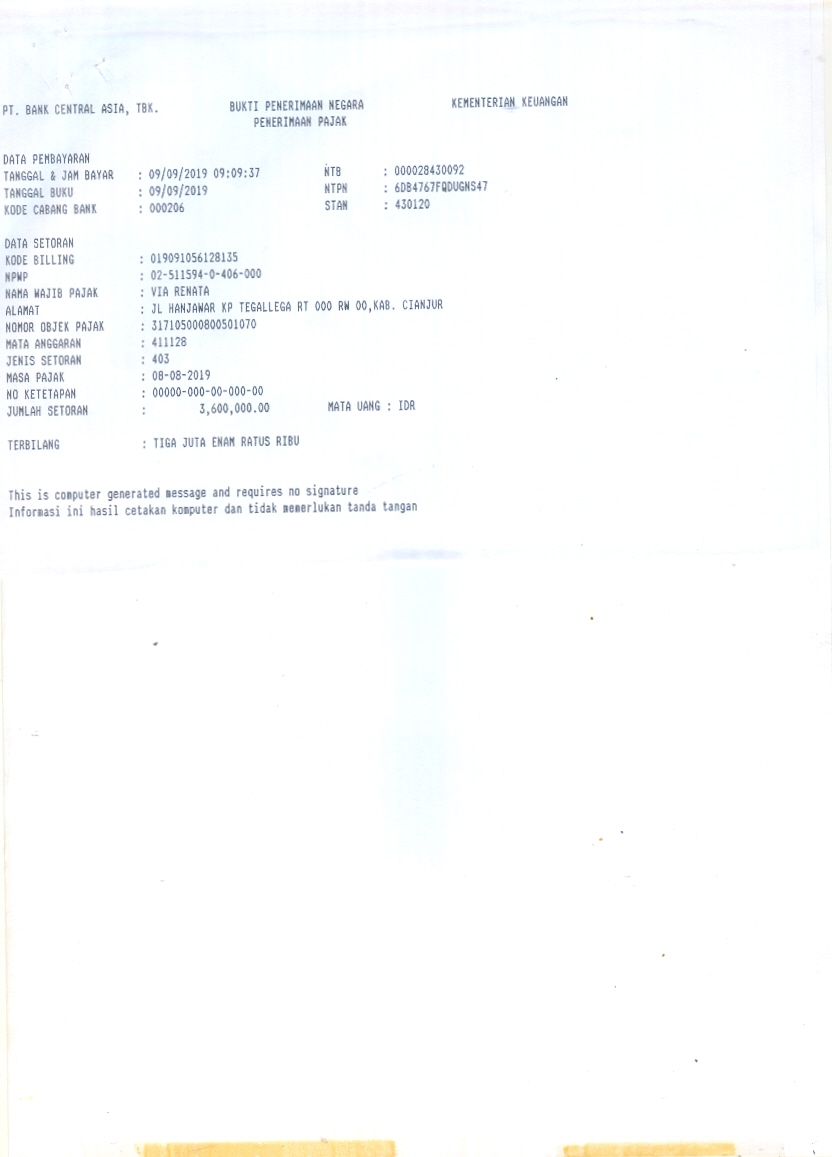 PT. BANK CENTRAL ASIA, TBK. BUKTI PENERIMAAN NEGARA KEMENTERIAN KEUANGAN
PENERIMAAN PAJAK
DATA PEMBAYARAN
TANGGAL & JAM BAYAR : 09/09/2019 09:09:37 NTB : 000028430092
TANGGAL BUKU : 09/09/2019 NTPN : 6DB4767FQDUGNS47
KODE CABANG BANK : 000206 STAN : 430120
DATA SETORAN
KODE BILLING : 019091056128135
NPWP : 02-511594-0-406-000
NAMA WAJIB PAJAK : VIA RENATA
ALAMAT : JL HANJAWAR KP TEGALLEGA RT 000 RW 00,KAB. CIANJUR
NOMOR OBJEK PAJAK : 317105000800501070
MATA ANGGARAN : 411128
JENIS SETORAN : 403
MASA PAJAK : 08-08-2019
NO KETETAPAN : 00000-000-00-000-00
JUMLAH SETORAN : 3,600,000.00 MATA UANG : IDR
TERBILANG : TIGA JUTA ENAM RATUS RIBU
This is computer generated message and requires no signature
Informasi ini hasil cetakan komputer dan tidak memerlukan tanda tangan